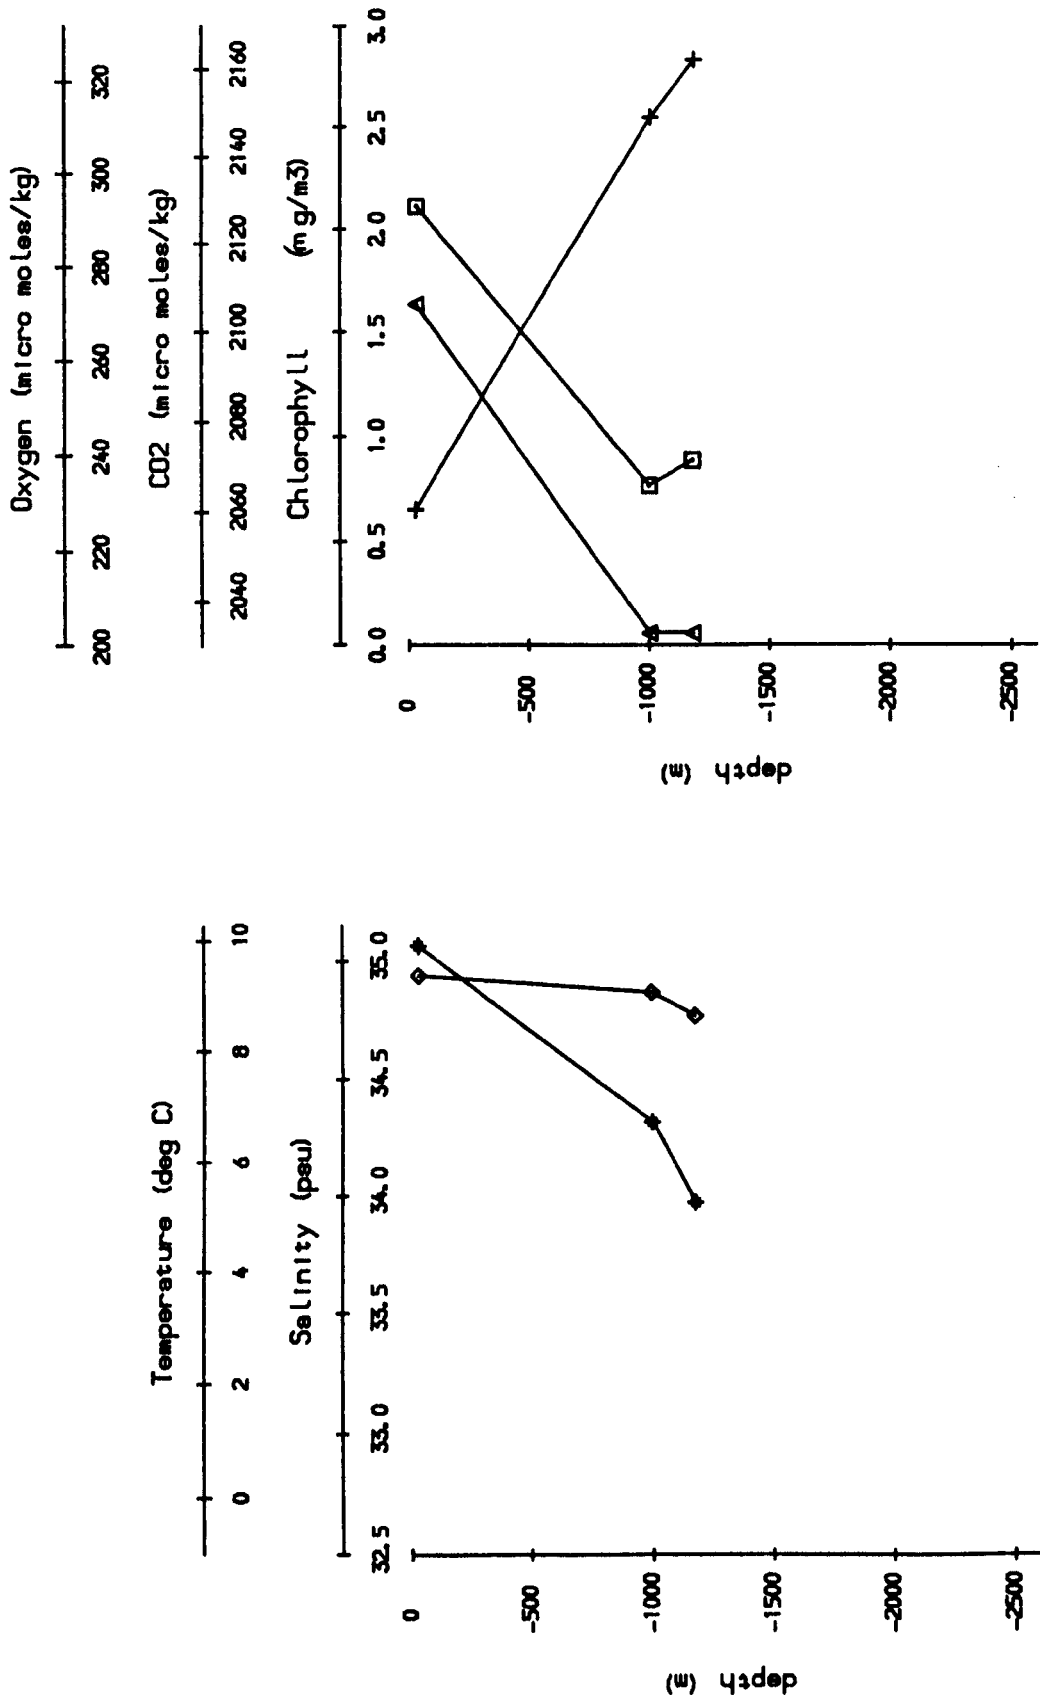 Temperature (deg C)
0 2 4 6 8 10
Salinity (psu)
32.5 33.0 33.5 34.0 34.5 35.0
0
-500
-1000
-1500
-2000
-2500
depth (m)
Oxygen (micro moles/kg)
200 220 240 260 280 300 320
CO2 (micro moles/kg)
2040 2060 2080 2100 2120 2140 2160
Chlorophyll (mg/m3)
0.0 0.5 1.0 1.5 2.0 2.5 3.0
0
-500
-1000
-1500
-2000
-2500
depth (m)